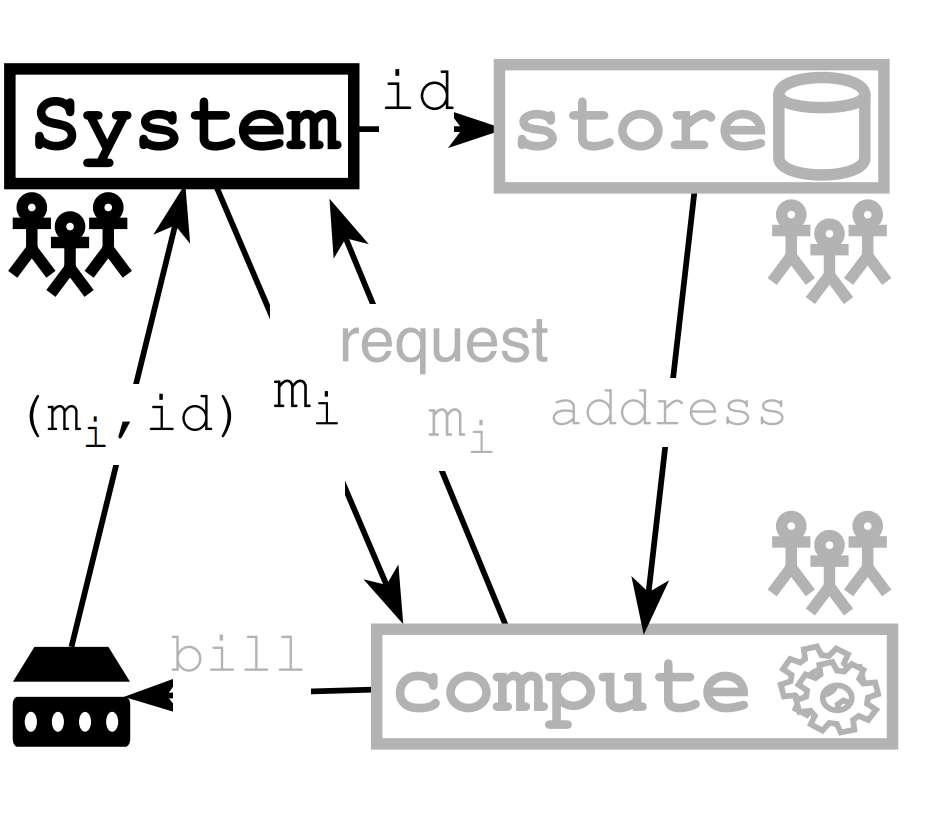 System
id
store
request
(mᵢ,id)
mᵢ
mᵢ
address
bill
compute